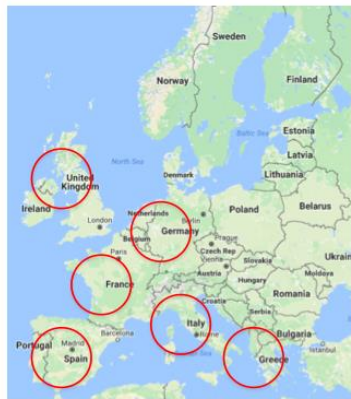 Sweden
Finland
Norway
Estonia
Baltic Sea
Latvia
North Sea
Denmark
Lithuania
United
Kingdom
Ireland
Belarus
Netherlands
Berlin
Poland
London
Germany
Belgium
Prague
Czech Rep
Ukrain
Paris
Slovakia
Vienna
Austria
Moldova
Hungary
France
Romania
Croatia
Serbia
Italy
Bulgaria
Rome
Barcelona
Istanbul
Portugal
Madrid
Spain
Greece